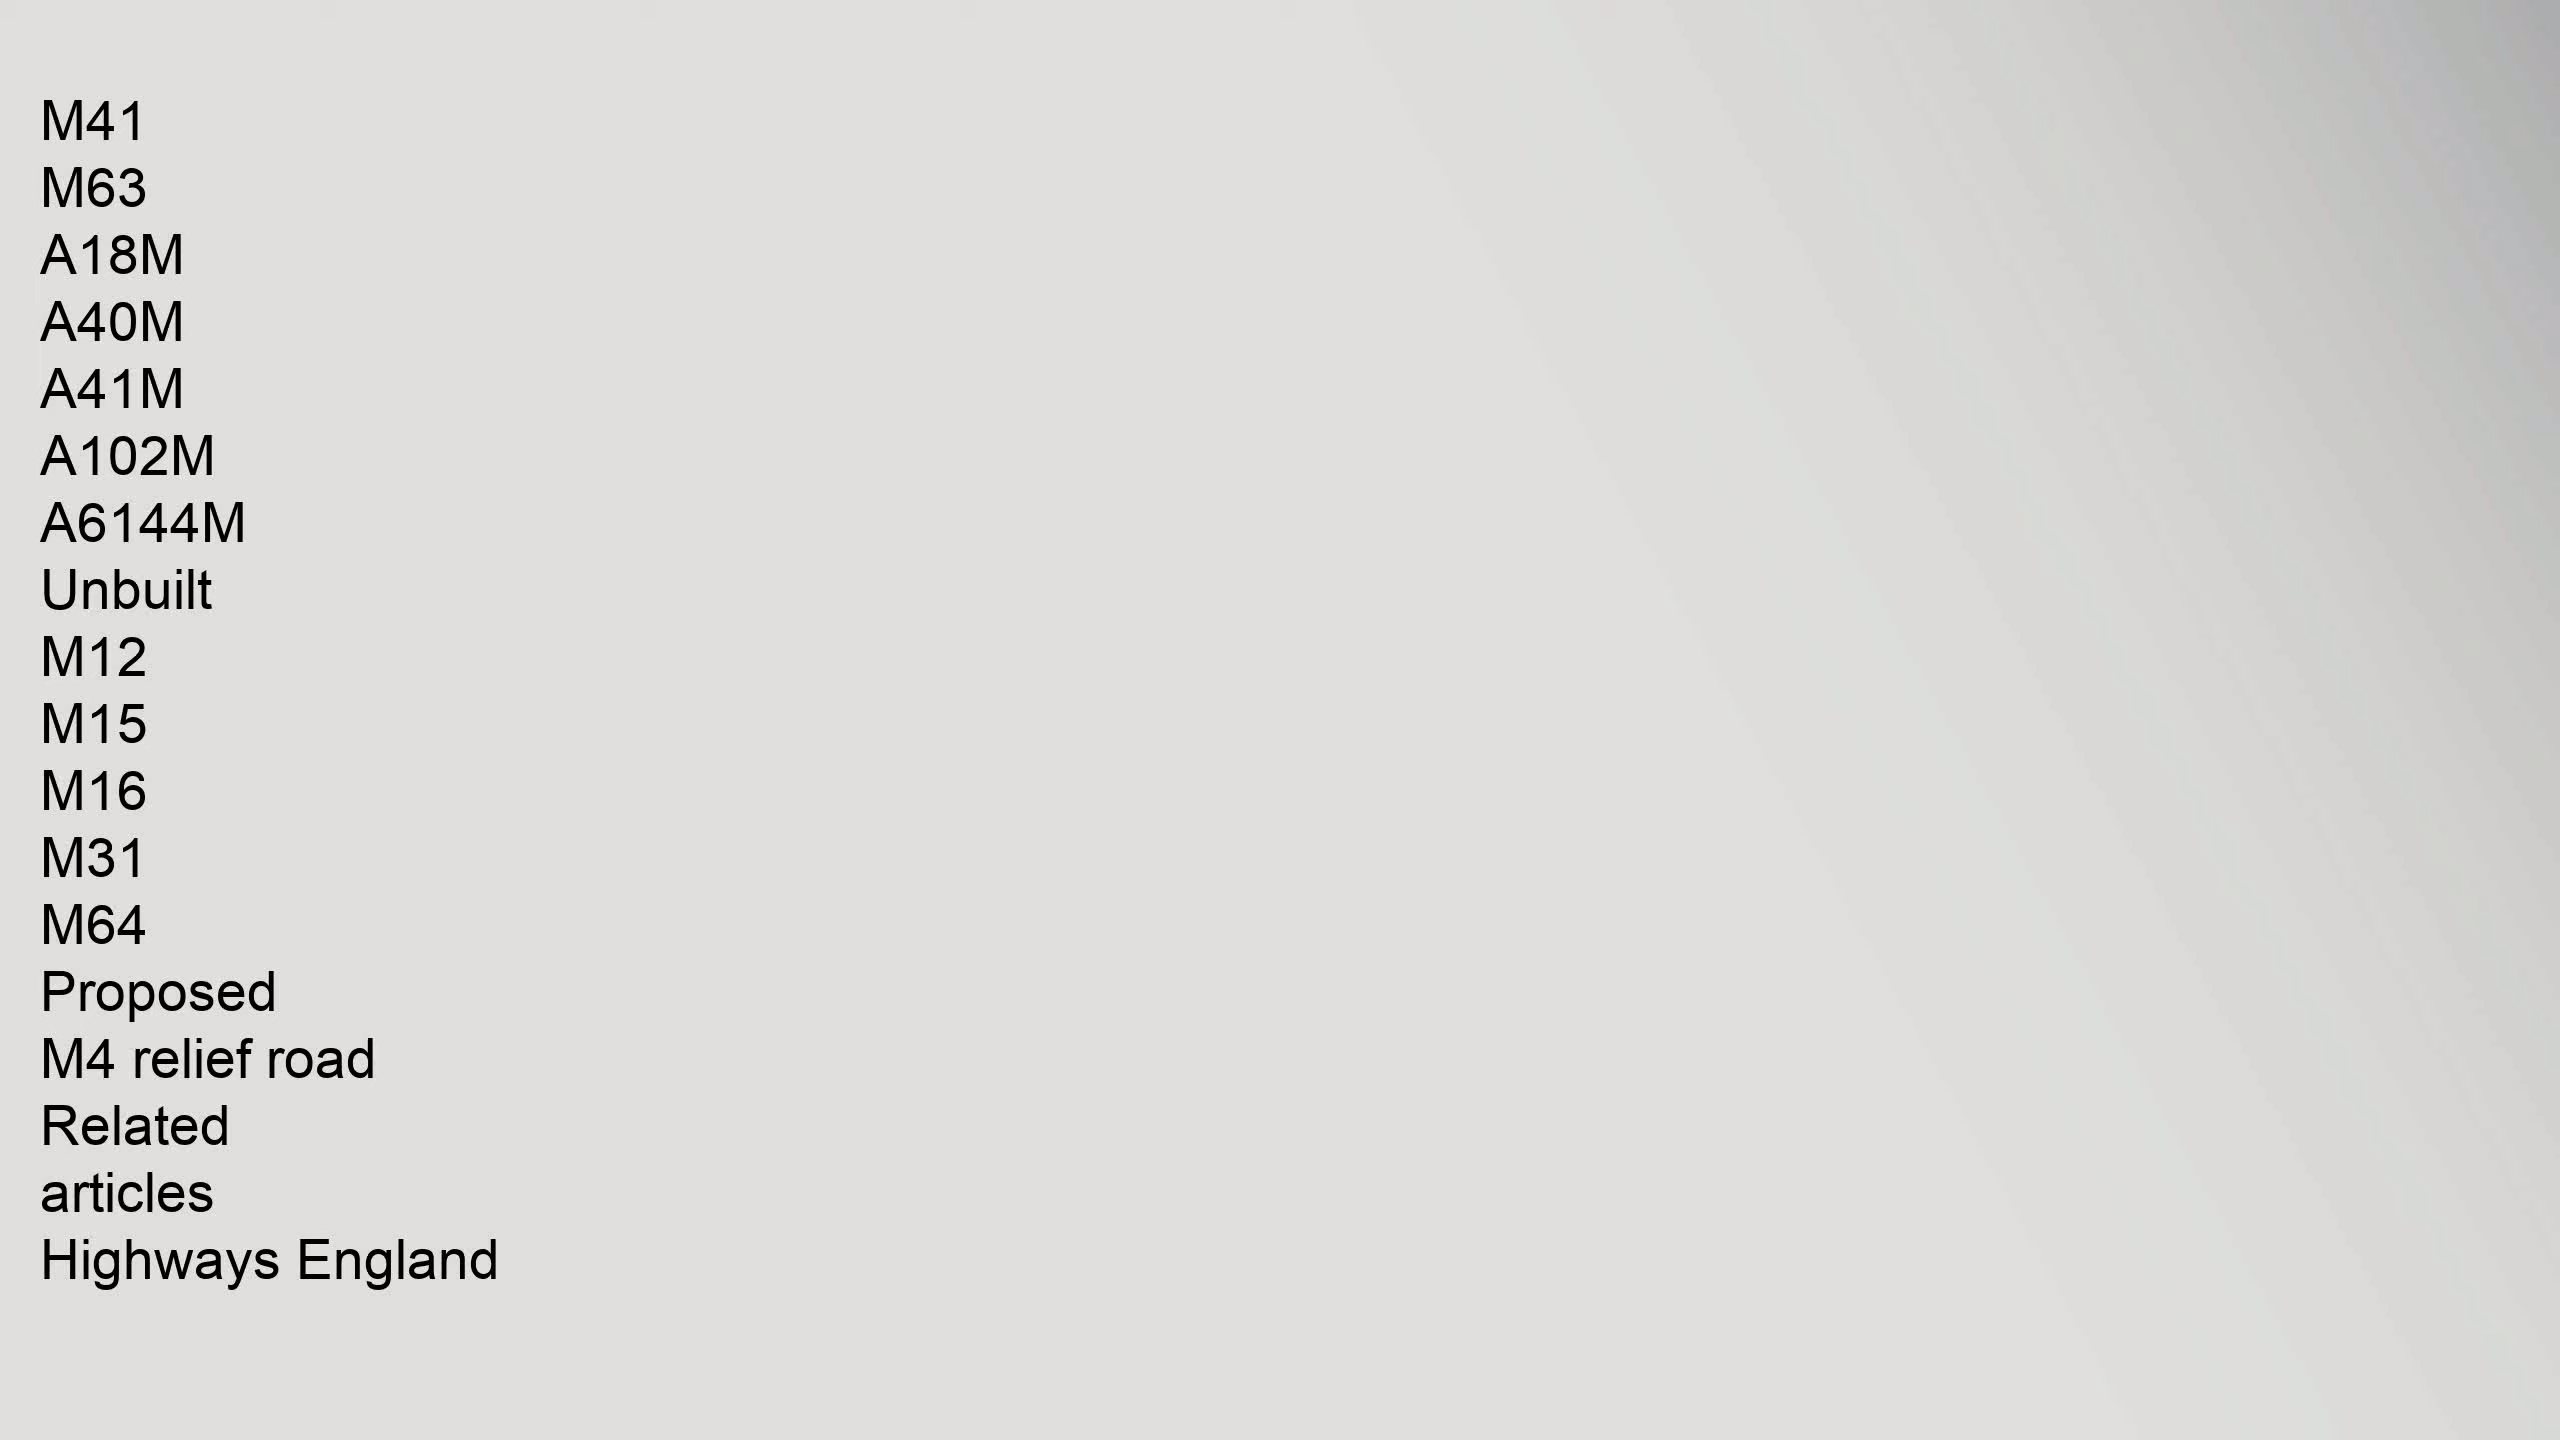 M41
M63
A18M
A40M
A41M
A102M
A6144M
Unbuilt
M12
M15
M16
M31
M64
Proposed
M4 relief road
Related
articles
Highways England